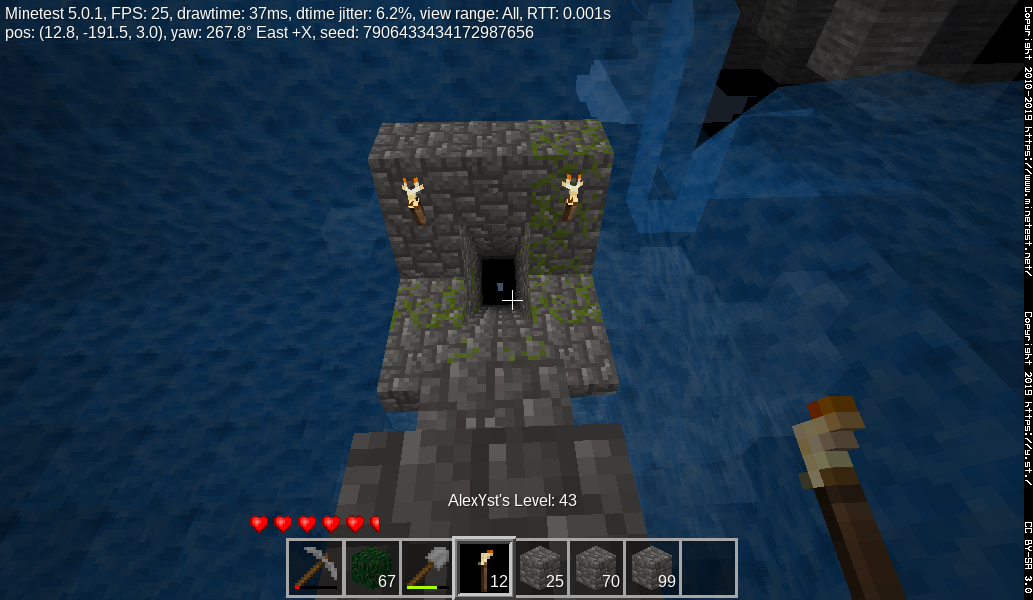 Minetest 5.0.1, FPS: 25, drawtime: 37ms, dtime jitter: 6.2%, view range: All, RTT: 0.001s
pos: (12.8, -191.5, 3.0), yaw: 267.8° East +X, seed: 7906433434172987656
AlexYst's Level: 43
67
12
25
70
99
Copyright 2010-2019 https://www.minetest.net/
Copyright 2019 https://y.st./
CC BY-SA 3.0